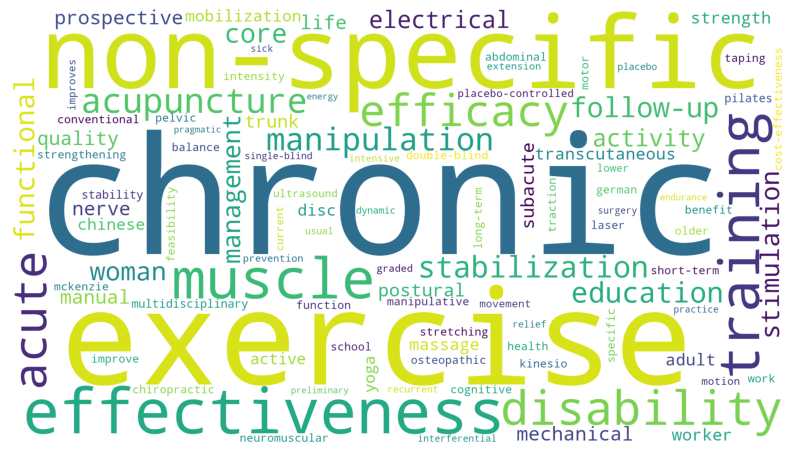 prospective
mobilization
life
electrical
strength
core
non-specific
sick
abdominal
extension
placebo
taping
motor
improves
intensity
energy
placebo-controlled
pilates
cost-effectiveness
functional
acupuncture
efficacy
follow-up
conventional
pelvic
pragmatic
trunk
quality
balance
management
manipulation
activity
training
strengthening
single-blind
intensive
double-blind
transcutaneous
chronic
lower
stability
feasibility
ultrasound
subacute
german
endurance
nerve
disc
current
dynamic
long-term
traction
surgery
benefit
chinese
usual
laser
older
stimulation
acute
woman
prevention
muscle
graded
stabilization
short-term
mckenzie
manual
multidisciplinary
postural
education
function
manipulative
movement
practice
exercise
school
stretching
relief
specific
massage
health
improve
active
yoga
osteopathic
kinesio
adult
motion
work
chiropractic
preliminary
recurrent
cognitive
effectiveness
disability
neuromuscular
interferential
mechanical
worker